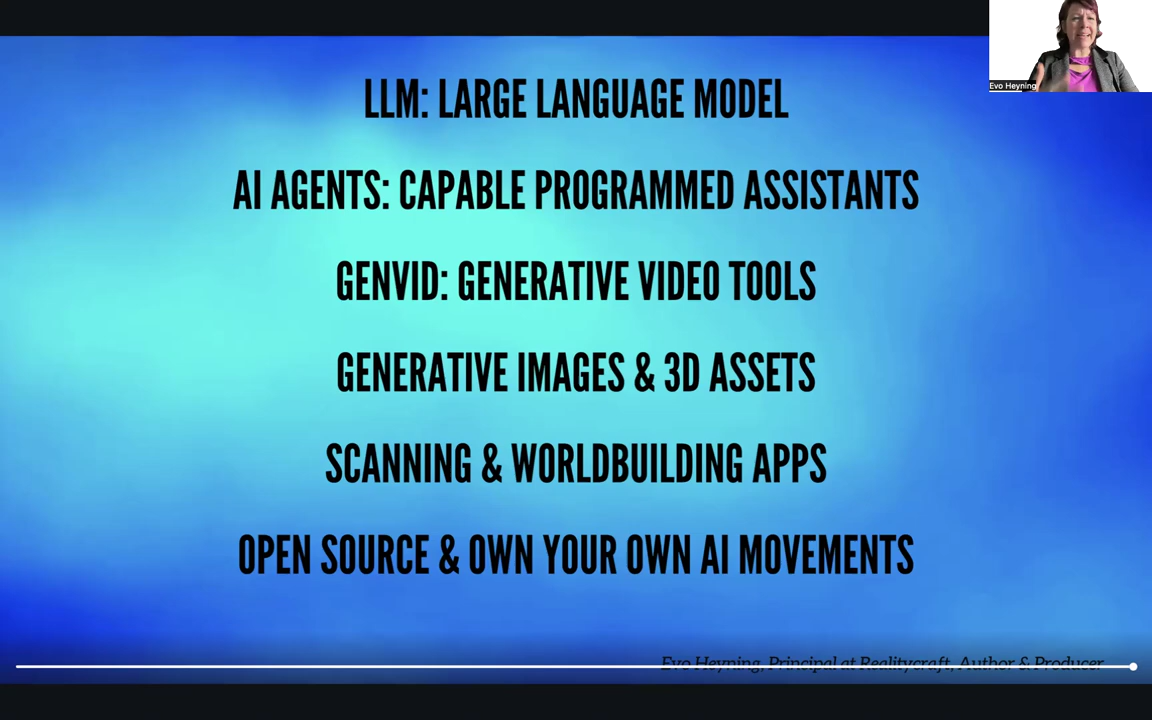 LLM: LARGE LANGUAGE MODEL
AI AGENTS: CAPABLE PROGRAMMED ASSISTANTS
GENVID: GENERATIVE VIDEO TOOLS
GENERATIVE IMAGES & 3D ASSETS
SCANNING & WORLDBUILDING APPS
OPEN SOURCE & OWN YOUR OWN AI MOVEMENTS
Evo Heyning, Principal at Realitycraft, Author & Producer
Evo Heyning